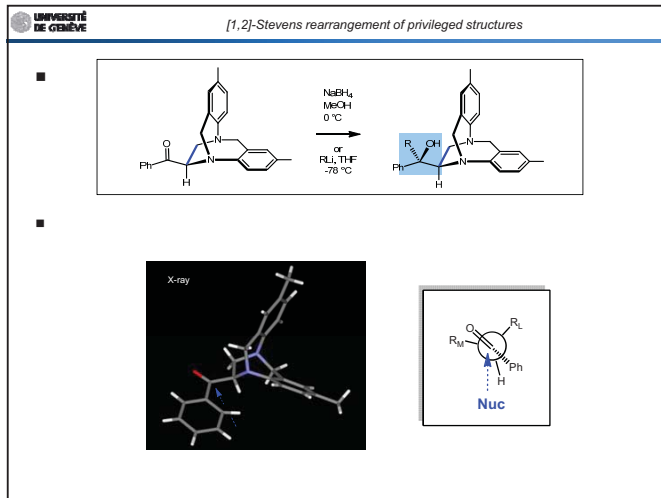 UNIVERSITÉ
DE GENÈVE
[1,2]-Stevens rearrangement of privileged structures
NaBH4
MeOH
0 °C
or
RLi, THF
-78 °C
O
Ph
H
N
N
R
OH
Ph
H
N
N
X-ray
O
RL
RM
Ph
H
Nuc